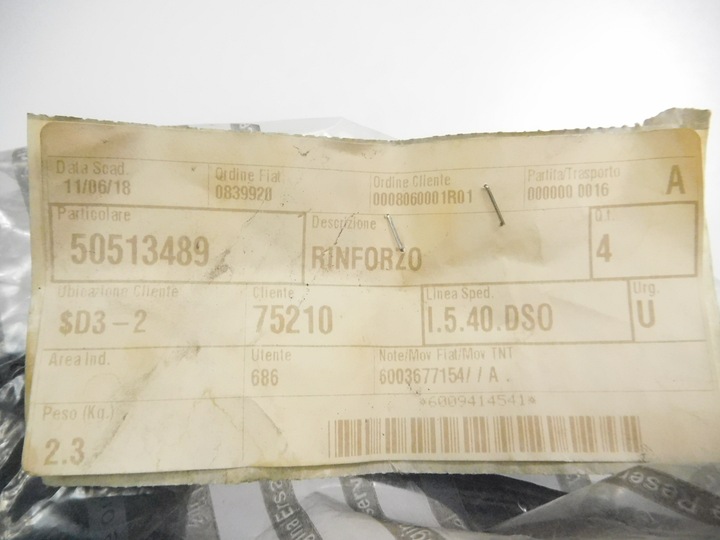 Data Scad. Ordine Fiat Ordine Cliente Partita/Trasporto
11/06/18 0839920 0008060001R01 000000 0016 A
Particolare Descrizione Q.t.
50513489 RINFORZO 4
Ubicazione Cliente Cliente Linea Sped. Urg.
$D3-2 75210 I.5.40.DSO U
Area Ind. Utente Note/Mov Fiat/Mov TNT
686 6003677154/ / A .
*6009414541*
Peso (Kg.)
2.3